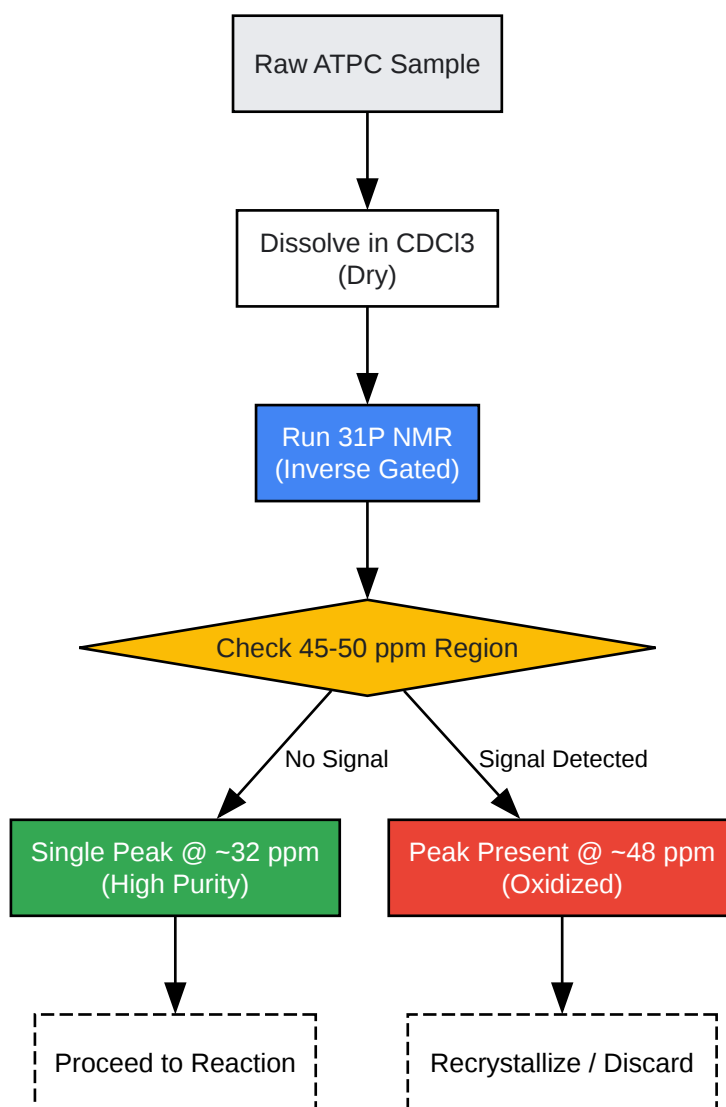 Raw ATPC Sample
Dissolve in CDCl3
(Dry)
Run 31P NMR
(Inverse Gated)
Check 45-50 ppm Region
No Signal
Signal Detected
Single Peak @ ~32 ppm
(High Purity)
Peak Present @ ~48 ppm
(Oxidized)
Proceed to Reaction
Recrystallize / Discard